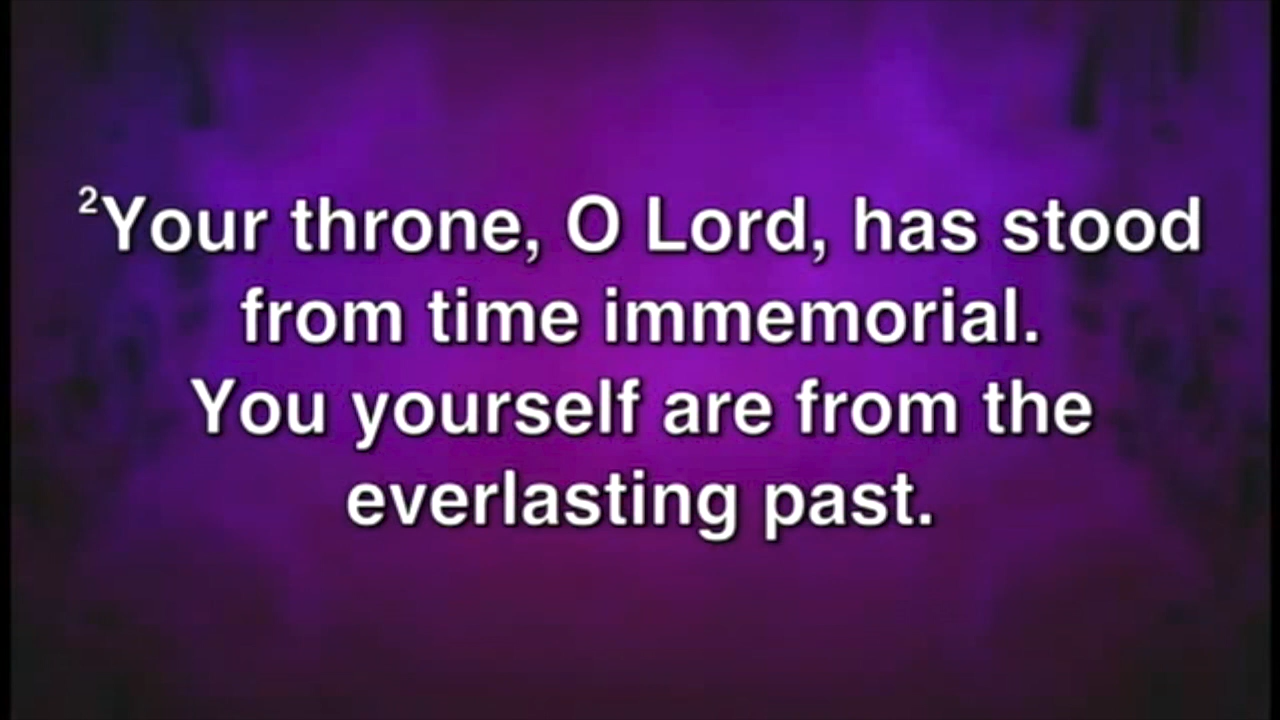 ²Your throne, O Lord, has stood
from time immemorial.
You yourself are from the
everlasting past.